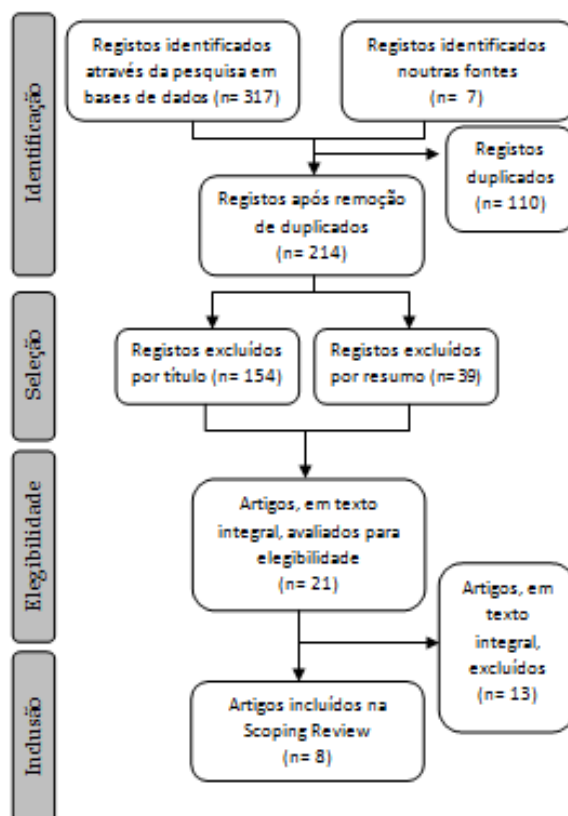 Identificação
Registos identificados
através da pesquisa em
bases de dados (n= 317)
Registos identificados
noutras fontes
(n= 7)
Registos
duplicados
(n= 110)
Registos após remoção
de duplicados
(n= 214)
Seleção
Registos excluídos
por título (n= 154)
Registos excluídos
por resumo (n= 39)
Elegibilidade
Artigos, em texto
integral, avaliados para
elegibilidade
(n= 21)
Artigos, em
texto
integral,
excluídos
(n= 13)
Inclusão
Artigos incluídos na
Scoping Review
(n= 8)